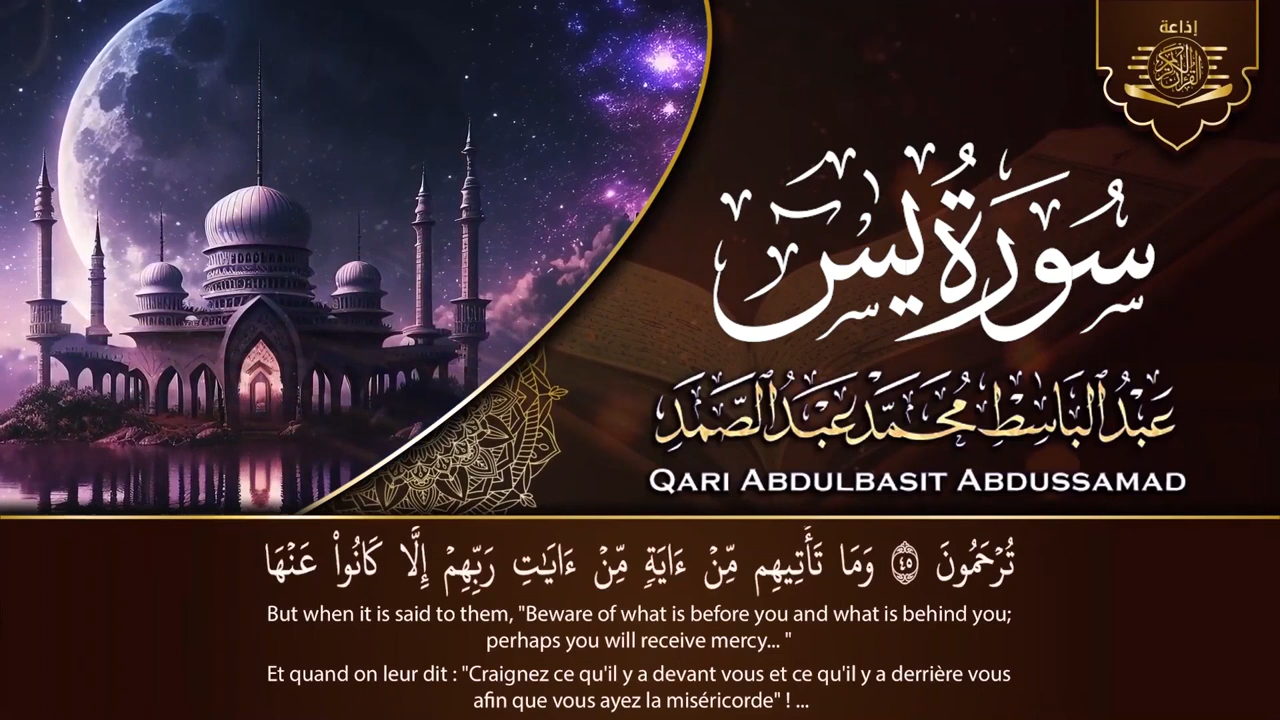 إذاعة
القرآن الكريم
سُورَةُ يسٓ
عَبْدُ الْبَاسِطِ مُحَمَّدْ عَبْدُ الصَّمَدِ
QARI ABDULBASIT ABDUSSAMAD
تُرْحَمُونَ ٤٥ وَمَا تَأْتِيهِم مِّنْ ءَايَةٍ مِّنْ ءَايَٰتِ رَبِّهِمْ إِلَّا كَانُوا۟ عَنْهَا
But when it is said to them, "Beware of what is before you and what is behind you;
perhaps you will receive mercy... "
Et quand on leur dit : "Craignez ce qu'il y a devant vous et ce qu'il y a derrière vous
afin que vous ayez la miséricorde" ! ...